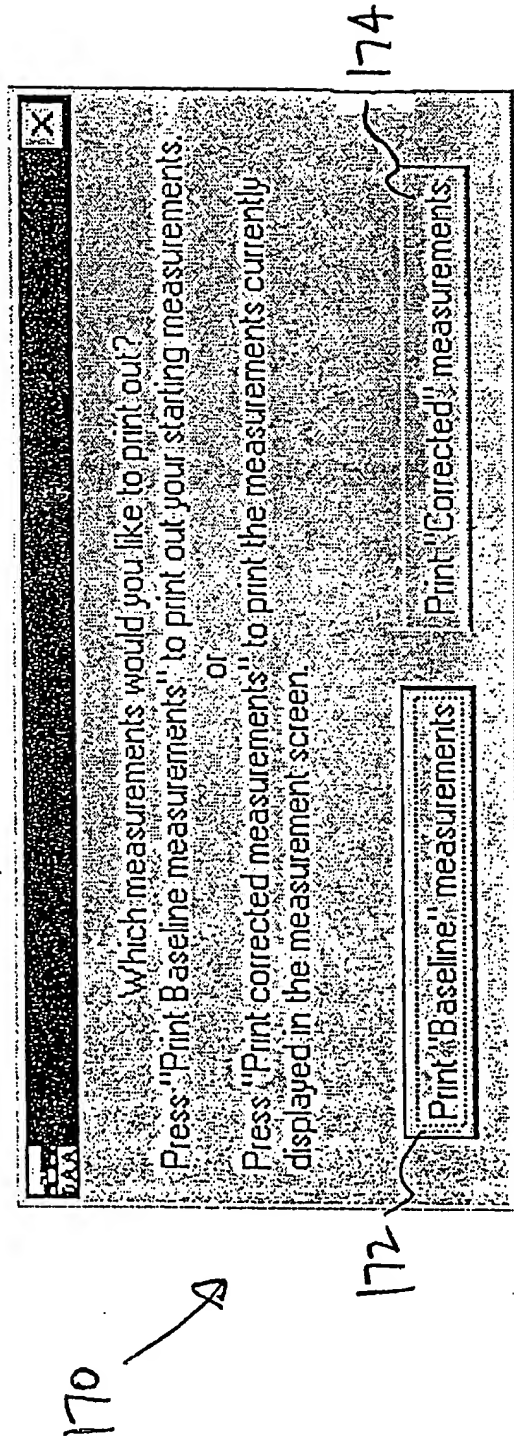 170
Which measurements would you like to print out?
Press "Print Baseline measurements" to print out your starting measurements.
or
Press "Print corrected measurements" to print the measurements currently
displayed in the measurement screen.
Print "Baseline" measurements
Print "Corrected" measurements
172
174